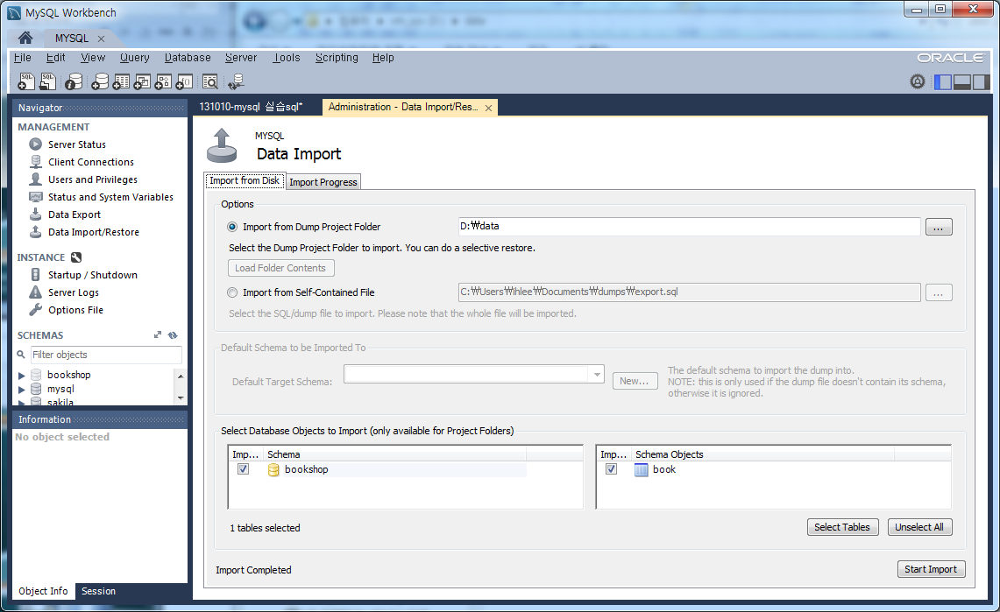 MySQL Workbench
MYSQL
File Edit View Query Database Server Tools Scripting Help
ORACLE
Navigator
131010-mysql 실습sql*
Administration - Data Import/Res...
MANAGEMENT
Server Status
Client Connections
Users and Privileges
Status and System Variables
Data Export
Data Import/Restore
INSTANCE
Startup / Shutdown
Server Logs
Options File
SCHEMAS
Filter objects
bookshop
mysql
sakila
Information
No object selected
Object Info Session
MYSQL
Data Import
Import from Disk Import Progress
Options
Import from Dump Project Folder D:₩data ...
Select the Dump Project Folder to import. You can do a selective restore.
Load Folder Contents
Import from Self-Contained File C:₩Users₩ihlee₩Documents₩dumps₩export.sql ...
Select the SQL/dump file to import. Please note that the whole file will be imported.
Default Schema to be Imported To
Default Target Schema: New...
The default schema to import the dump into.
NOTE: this is only used if the dump file doesn't contain its schema,
otherwise it is ignored.
Select Database Objects to Import (only available for Project Folders)
Imp... Schema
bookshop
Imp... Schema Objects
book
1 tables selected
Select Tables Unselect All
Import Completed
Start Import